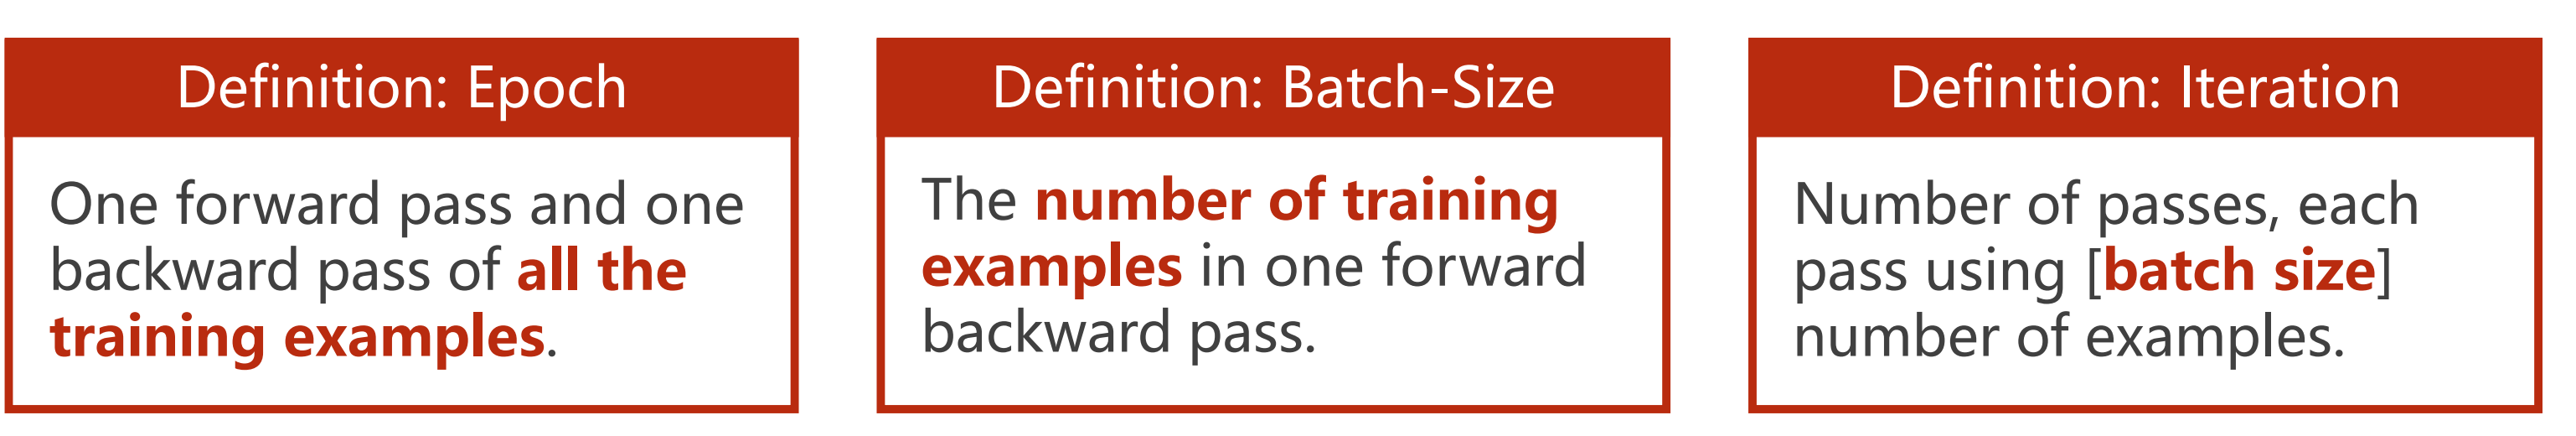 Definition: Epoch
One forward pass and one
backward pass of all the
training examples.
Definition: Batch-Size
The number of training
examples in one forward
backward pass.
Definition: Iteration
Number of passes, each
pass using [batch size]
number of examples.